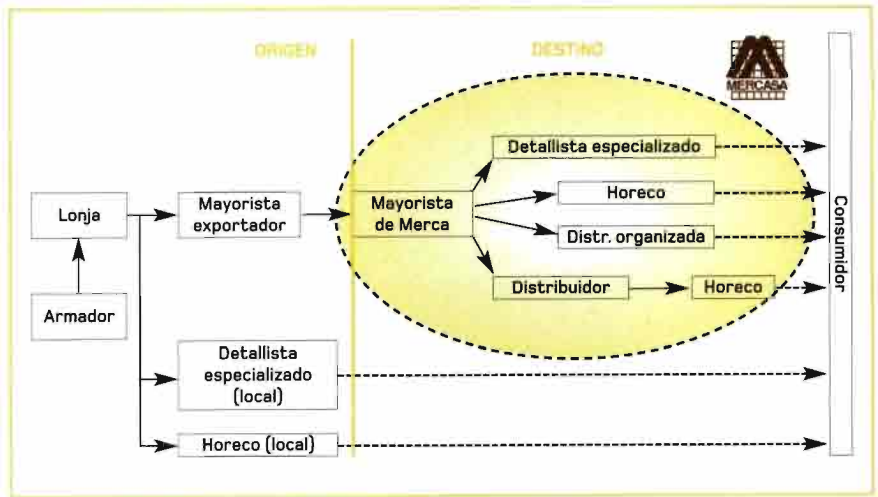 ORIGEN
DESTINO
MERCASA
Detallista especializado
Horeco
Distr. organizada
Distribuidor
Horeco
Mayorista
de Merca
Mayorista
exportador
Lonja
Armador
Detallista
especializado
(local)
Horeco (local)
Consumidor